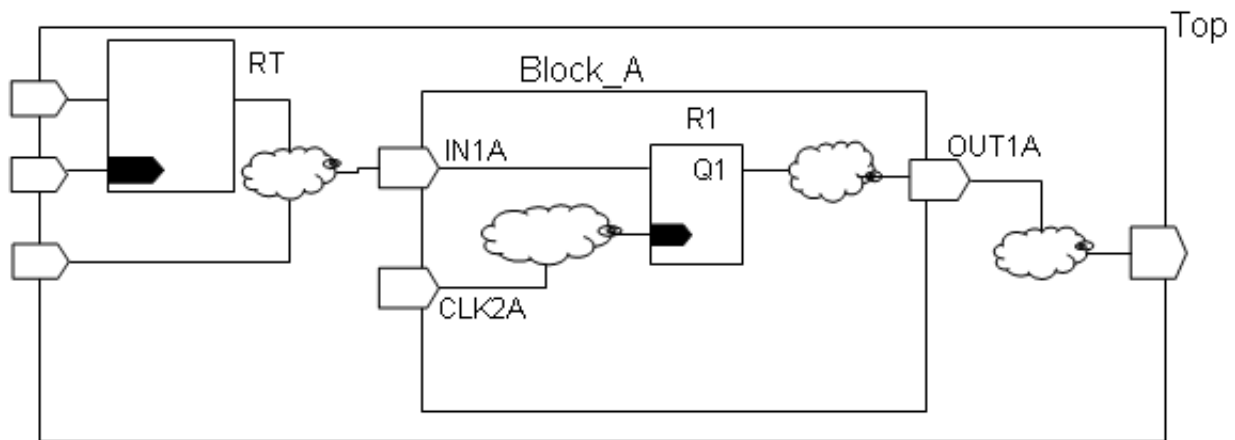 Top
RT
Block_A
R1
IN1A
Q1
OUT1A
CLK2A